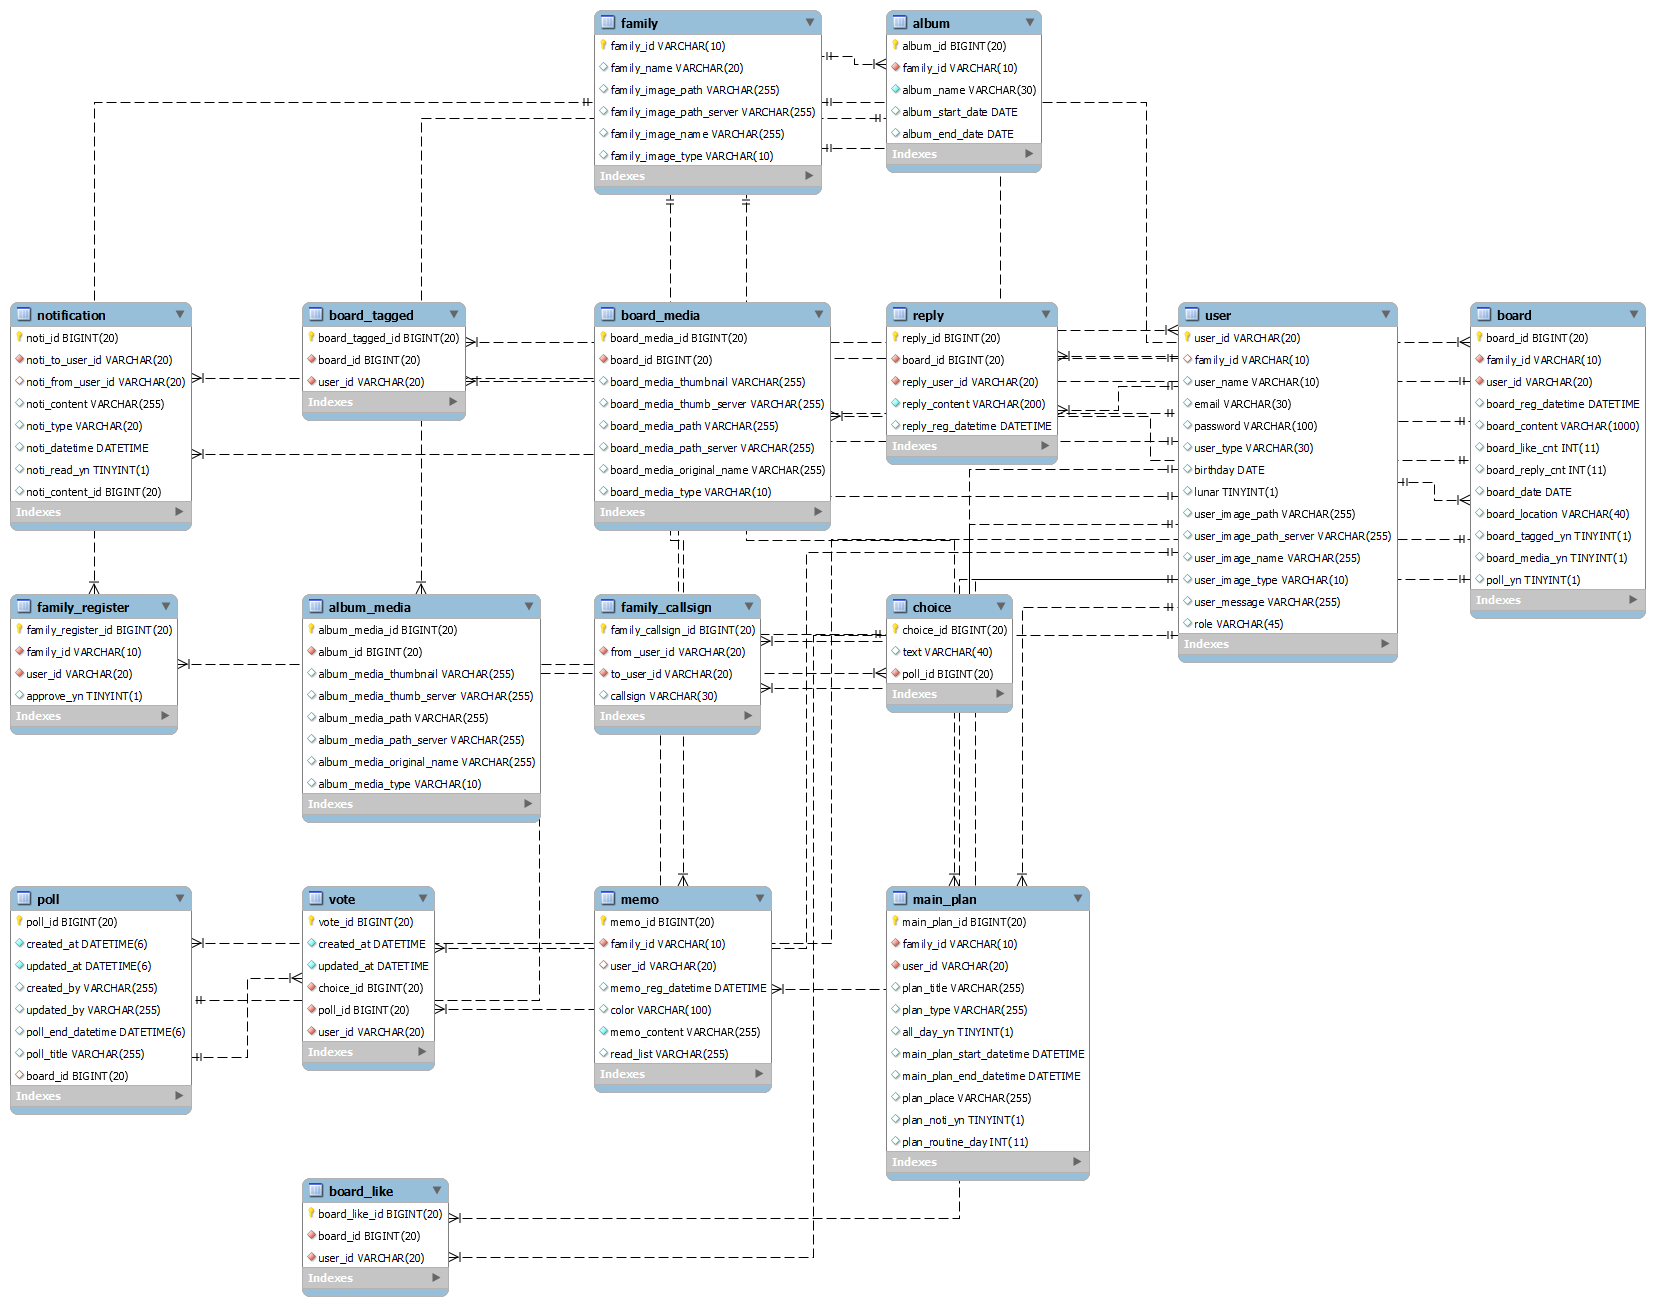 family
family_id VARCHAR(10)
family_name VARCHAR(20)
family_image_path VARCHAR(255)
family_image_path_server VARCHAR(255)
family_image_name VARCHAR(255)
family_image_type VARCHAR(10)
Indexes
album
album_id BIGINT(20)
family_id VARCHAR(10)
album_name VARCHAR(30)
album_start_date DATE
album_end_date DATE
Indexes
notification
noti_id BIGINT(20)
noti_to_user_id VARCHAR(20)
noti_from_user_id VARCHAR(20)
noti_content VARCHAR(255)
noti_type VARCHAR(20)
noti_datetime DATETIME
noti_read_yn TINYINT(1)
noti_content_id BIGINT(20)
Indexes
board_tagged
board_tagged_id BIGINT(20)
board_id BIGINT(20)
user_id VARCHAR(20)
Indexes
board_media
board_media_id BIGINT(20)
board_id BIGINT(20)
board_media_thumbnail VARCHAR(255)
board_media_thumb_server VARCHAR(255)
board_media_path VARCHAR(255)
board_media_path_server VARCHAR(255)
board_media_original_name VARCHAR(255)
board_media_type VARCHAR(10)
Indexes
reply
reply_id BIGINT(20)
board_id BIGINT(20)
reply_user_id VARCHAR(20)
reply_content VARCHAR(200)
reply_reg_datetime DATETIME
Indexes
user
user_id VARCHAR(20)
family_id VARCHAR(10)
user_name VARCHAR(10)
email VARCHAR(30)
password VARCHAR(100)
user_type VARCHAR(30)
birthday DATE
lunar TINYINT(1)
user_image_path VARCHAR(255)
user_image_path_server VARCHAR(255)
user_image_name VARCHAR(255)
user_image_type VARCHAR(10)
user_message VARCHAR(255)
role VARCHAR(45)
Indexes
board
board_id BIGINT(20)
family_id VARCHAR(10)
user_id VARCHAR(20)
board_reg_datetime DATETIME
board_content VARCHAR(1000)
board_like_cnt INT(11)
board_reply_cnt INT(11)
board_date DATE
board_location VARCHAR(40)
board_tagged_yn TINYINT(1)
board_media_yn TINYINT(1)
poll_yn TINYINT(1)
Indexes
family_register
family_register_id BIGINT(20)
family_id VARCHAR(10)
user_id VARCHAR(20)
approve_yn TINYINT(1)
Indexes
album_media
album_media_id BIGINT(20)
album_id BIGINT(20)
album_media_thumbnail VARCHAR(255)
album_media_thumb_server VARCHAR(255)
album_media_path VARCHAR(255)
album_media_path_server VARCHAR(255)
album_media_original_name VARCHAR(255)
album_media_type VARCHAR(10)
Indexes
family_callsign
family_callsign_id BIGINT(20)
from_user_id VARCHAR(20)
to_user_id VARCHAR(20)
callsign VARCHAR(30)
Indexes
choice
choice_id BIGINT(20)
text VARCHAR(40)
poll_id BIGINT(20)
Indexes
poll
poll_id BIGINT(20)
created_at DATETIME(6)
updated_at DATETIME(6)
created_by VARCHAR(255)
updated_by VARCHAR(255)
poll_end_datetime DATETIME(6)
poll_title VARCHAR(255)
board_id BIGINT(20)
Indexes
vote
vote_id BIGINT(20)
created_at DATETIME
updated_at DATETIME
choice_id BIGINT(20)
poll_id BIGINT(20)
user_id VARCHAR(20)
Indexes
memo
memo_id BIGINT(20)
family_id VARCHAR(10)
user_id VARCHAR(20)
memo_reg_datetime DATETIME
color VARCHAR(100)
memo_content VARCHAR(255)
read_list VARCHAR(255)
Indexes
main_plan
main_plan_id BIGINT(20)
family_id VARCHAR(10)
user_id VARCHAR(20)
plan_title VARCHAR(255)
plan_type VARCHAR(255)
all_day_yn TINYINT(1)
main_plan_start_datetime DATETIME
main_plan_end_datetime DATETIME
plan_place VARCHAR(255)
plan_noti_yn TINYINT(1)
plan_routine_day INT(11)
Indexes
board_like
board_like_id BIGINT(20)
board_id BIGINT(20)
user_id VARCHAR(20)
Indexes